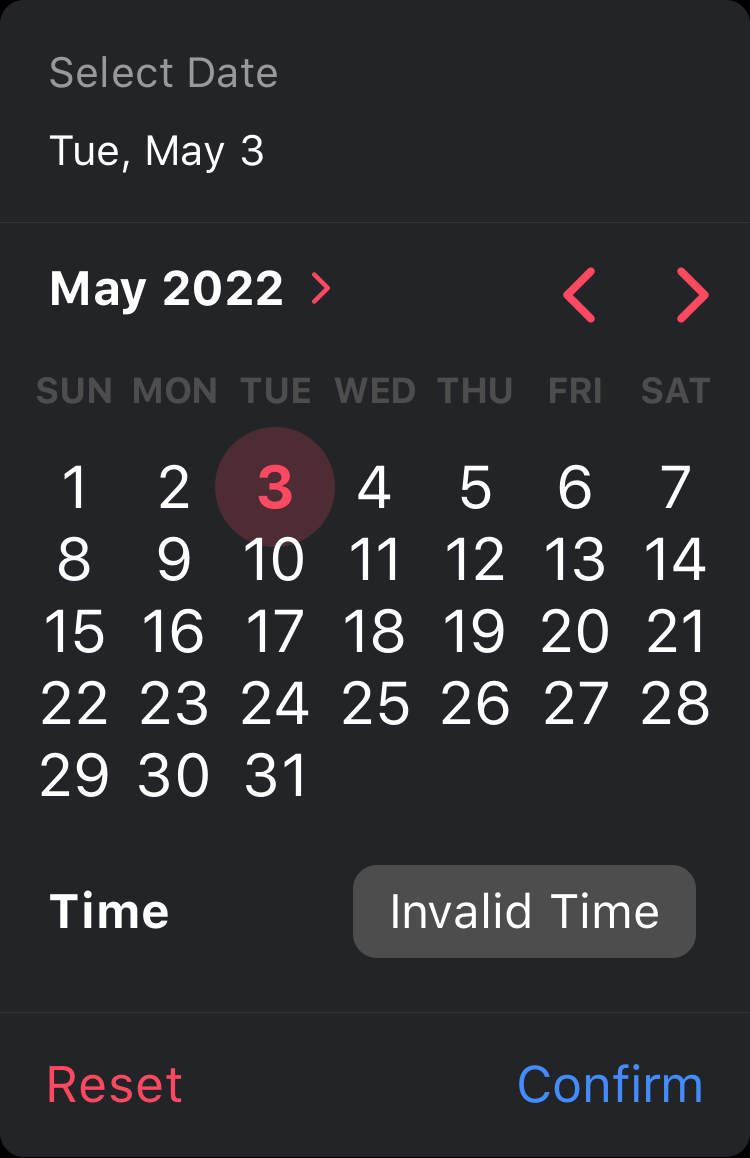 Select Date
Tue, May 3
May 2022
SUN MON TUE WED THU FRI SAT
1 2 3 4 5 6 7
8 9 10 11 12 13 14
15 16 17 18 19 20 21
22 23 24 25 26 27 28
29 30 31
Time Invalid Time
Reset Confirm